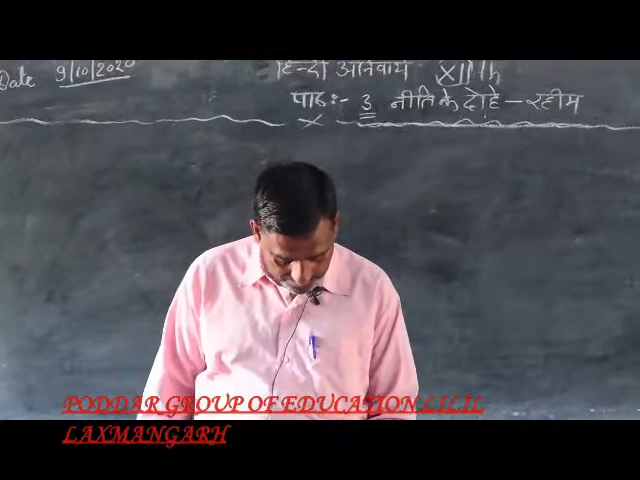 Date 9/10/2020 हिन्दी अनिवार्य XIIth
पाठ :- 3 नीति के दोहे - रहीम
PODDAR GROUP OF EDUCATION LILIL
LAXMANGARH